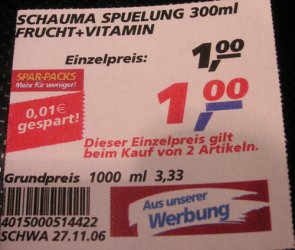 SCHAUMA SPUELUNG 300ml
FRUCHT+VITAMIN
Einzelpreis: 1,00
SPAR-PACKS
Mehr für weniger!
0,01€
gespart!
1,00
Dieser Einzelpreis gilt
beim Kauf von 2 Artikeln.
Grundpreis 1000 ml 3,33
Aus unserer
Werbung
4015000514422
SCHWA 27.11.06